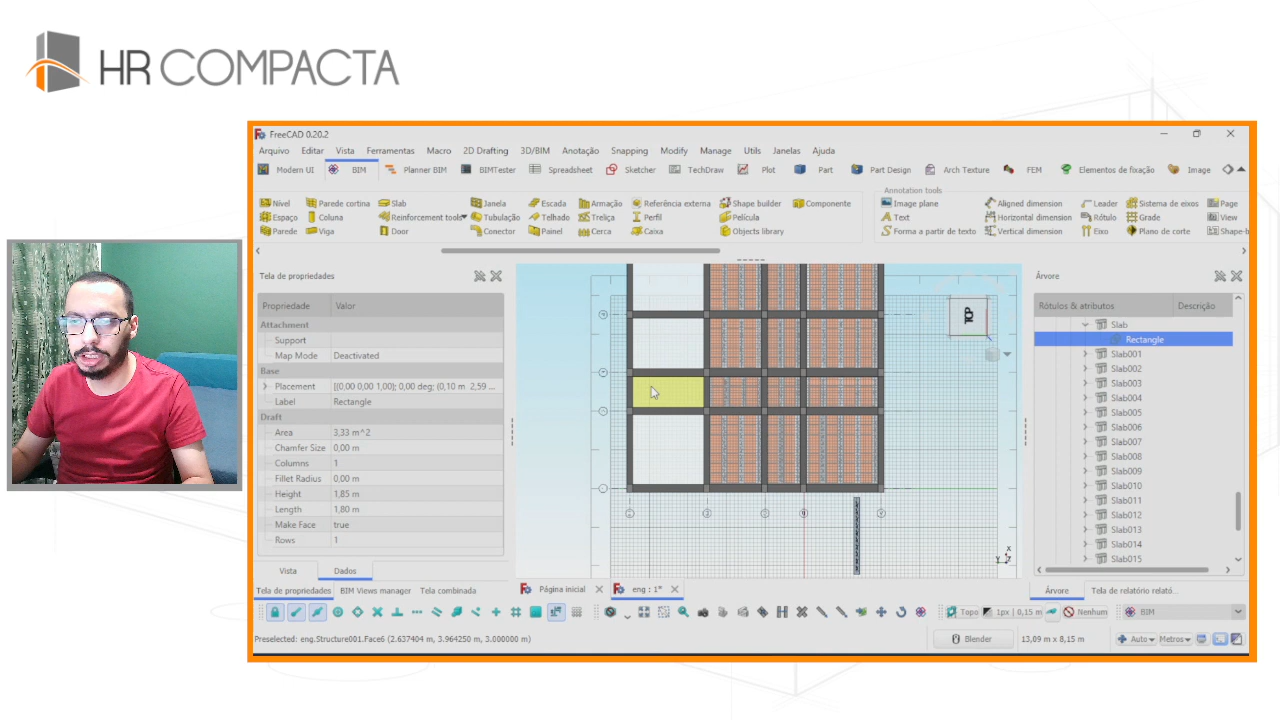 HR COMPACTA
FreeCAD 0.20.2
Arquivo Editar Vista Ferramentas Macro 2D Drafting 3D/BIM Anotação Snapping Modify Manage Utils Janelas Ajuda
Modern UI BIM Planner BIM BIMTester Spreadsheet Sketcher TechDraw Plot Part Part Design Arch Texture FEM Elementos de fixação Image
Annotation tools
Nível Parede cortina Slab Janela Escada Armação Referência externa Shape builder Componente Image plane Aligned dimension Leader Sistema de eixos Page
Espaço Coluna Reinforcement tools Tubulação Telhado Treliça Perfil Película Text Horizontal dimension Rótulo Grade View
Parede Viga Door Conector Painel Cerca Caixa Objects library Forma a partir de texto Vertical dimension Eixo Plano de corte Shape-b
Tela de propriedades
Árvore
Propriedade Valor
Rótulos & atributos Descrição
Attachment
Support
Map Mode Deactivated
Base
Placement [(0,00 0,00 1,00); 0,00 deg; (0,10 m 2,59 ...
Label Rectangle
Draft
Area 3,33 m^2
Chamfer Size 0,00 m
Columns 1
Fillet Radius 0,00 m
Height 1,85 m
Length 1,80 m
Make Face true
Rows 1
TOP
Slab
Rectangle
Slab001
Slab002
Slab003
Slab004
Slab005
Slab006
Slab007
Slab008
Slab009
Slab010
Slab011
Slab012
Slab013
Slab014
Slab015
Vista Dados
Tela de propriedades BIM Views manager Tela combinada
Página inicial eng : 1*
Árvore Tela de relatório relató..
Topo 1px | 0,15 m Nenhum BIM
Preselected: eng.Structure001.Face6 (2.637404 m, 3.964250 m, 3.000000 m)
Blender 13,09 m x 8,15 m Auto Metros